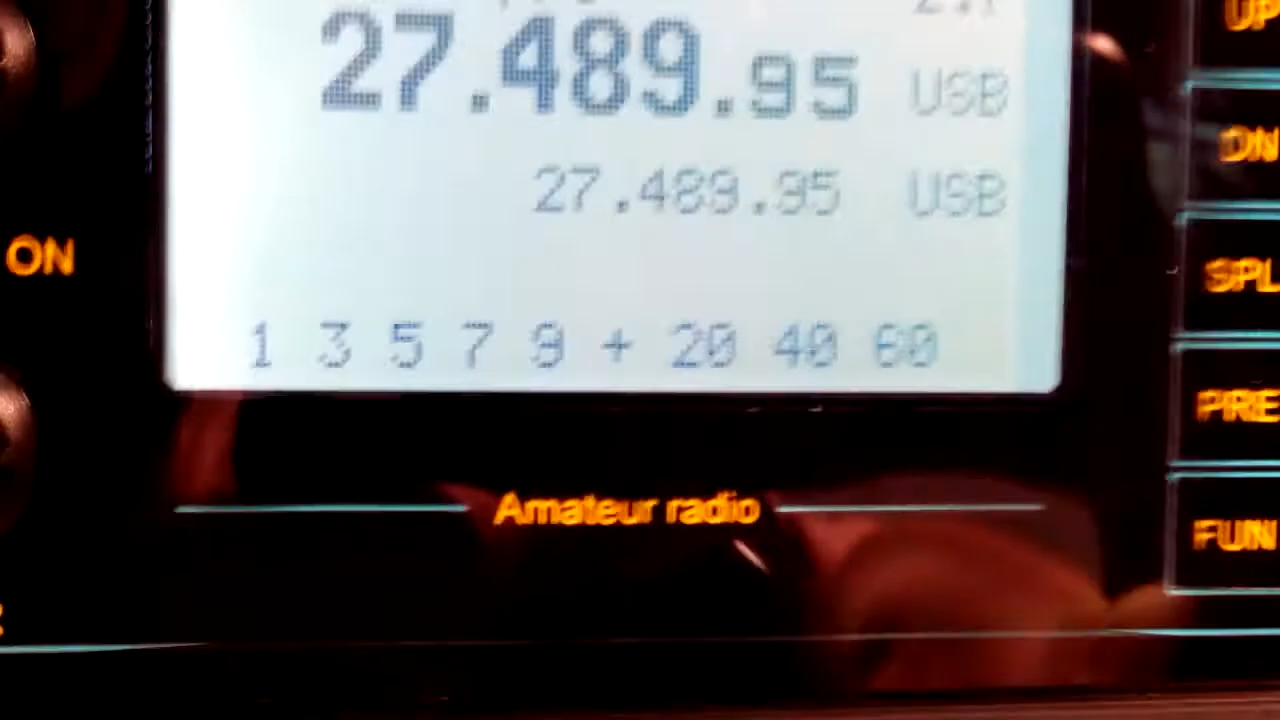 UP
27.489.95 USB
DN
27.489.95 USB
ON
SPL
1 3 5 7 9 + 20 40 60
PRE
Amateur radio
FUN